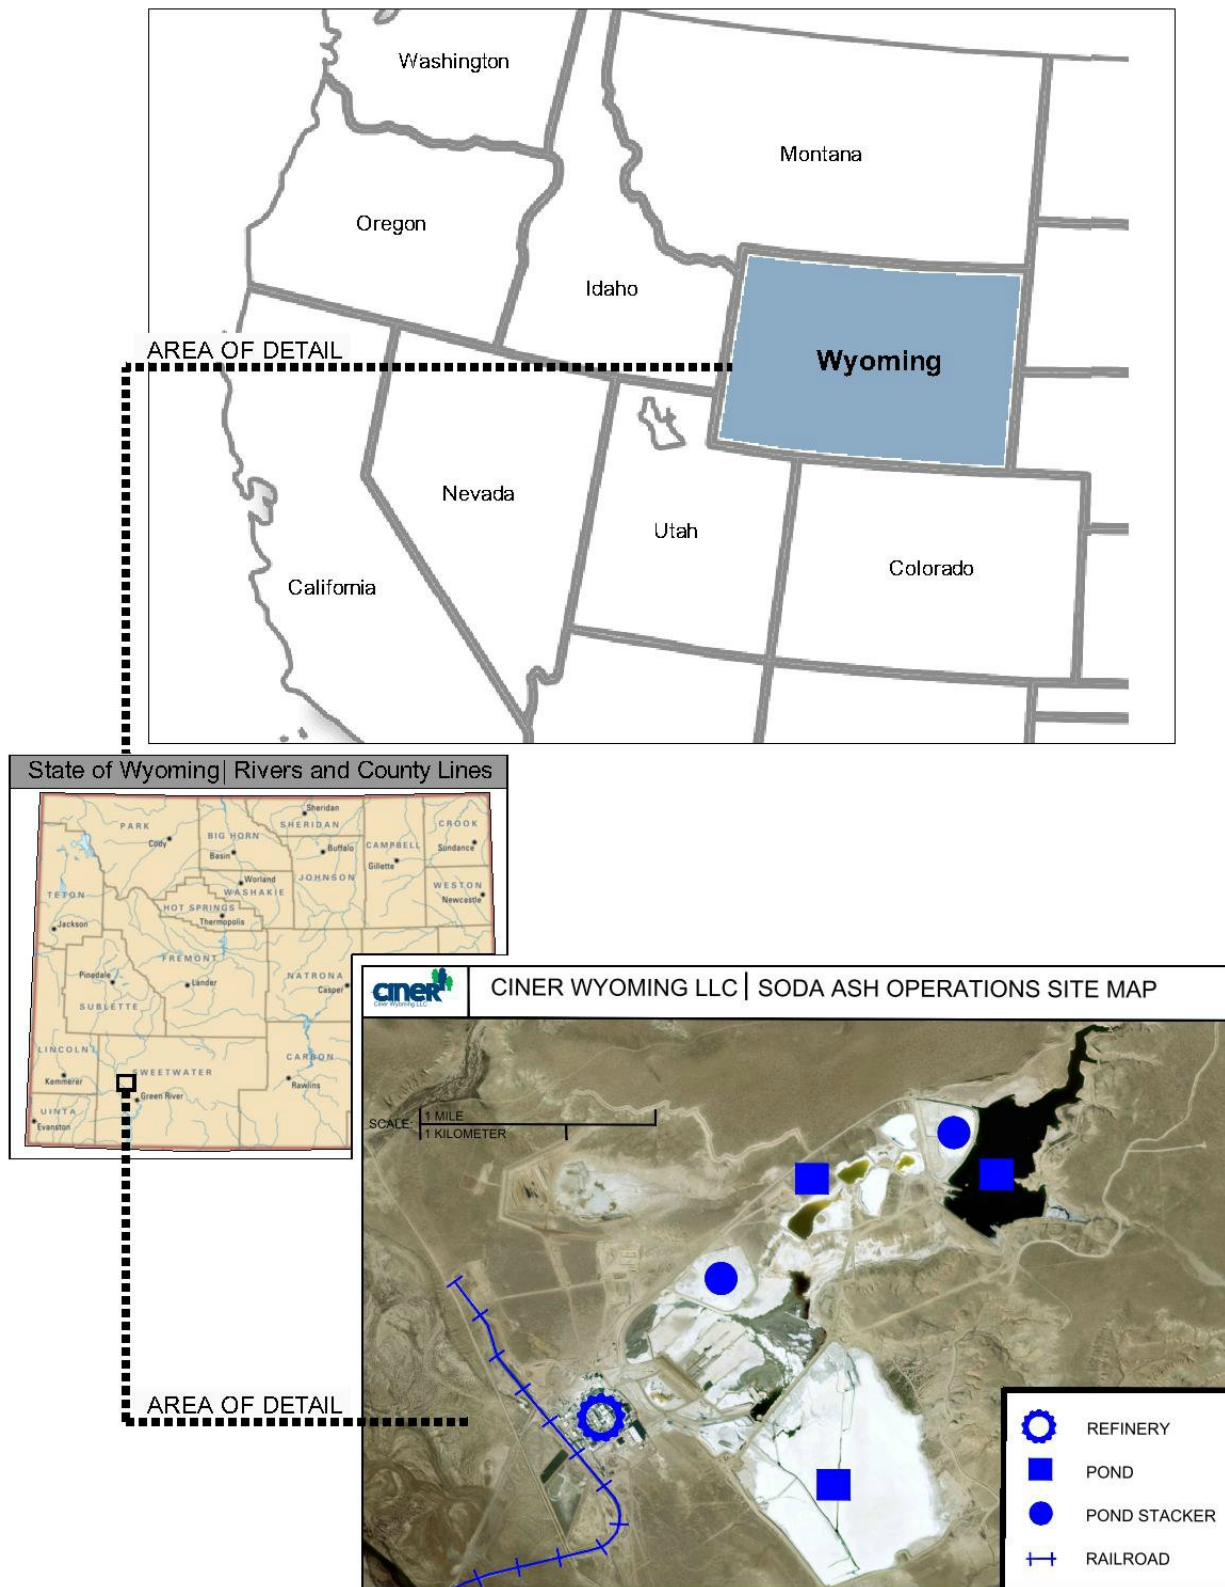 Washington
Montana
Oregon
Idaho
AREA OF DETAIL
Wyoming
Nevada
Utah
Colorado
California
State of Wyoming| Rivers and County Lines
Sheridan
SHERIDAN
PARK
BIG HORN
CROOK
Cody
CAMPBELL
Sundance
Basin
Buffalo
Gillette
Worland
JOHNSON
WASHAKIE
WESTON
TETON
Newcastle
HOT SPRINGS
Thermopolis
Jackson
FREMONT
Pinedale
NATRONA
Lander
Casper
SUBLETTE
LINCOLN
CARBON
SWEETWATER
Kemmerer
Rawlins
Green River
UINTA
Evanston
CINER
Ciner Wyoming LLC
CINER WYOMING LLC | SODA ASH OPERATIONS SITE MAP
SCALE:
1 MILE
1 KILOMETER
AREA OF DETAIL
REFINERY
POND
POND STACKER
RAILROAD